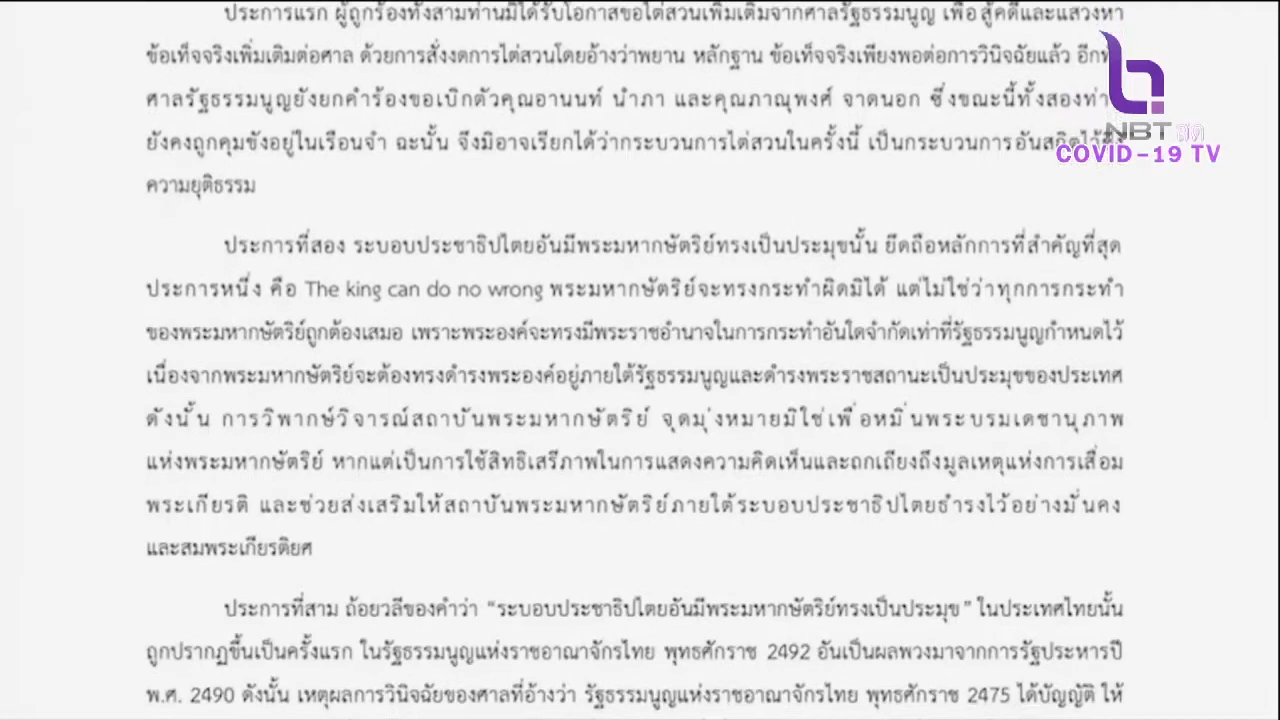 ประการแรก ผู้ถูกร้องทั้งสามท่านมิได้รับโอกาสขอไต่สวนเพิ่มเติมจากศาลรัฐธรรมนูญ เพื่อสู้คดีและแสวงหา
ข้อเท็จจริงเพิ่มเติมต่อศาล ด้วยการสั่งงดการไต่สวนโดยอ้างว่าพยาน หลักฐาน ข้อเท็จจริงเพียงพอต่อการวินิจฉัยแล้ว
ศาลรัฐธรรมนูญยังยกคำร้องขอเบิกตัวคุณอานนท์ นำภา และคุณภาณุพงศ์ จาดนอก ซึ่งขณะนี้ทั้งสอง
ยังคงถูกคุมขังอยู่ในเรือนจำ ฉะนั้น จึงมิอาจเรียกได้ว่ากระบวนการไต่สวนในครั้งนี้ เป็นกระบวนการอันสถิตไว้ซึ่ง
ความยุติธรรม
NBT สด
COVID-19 TV
ประการที่สอง ระบอบประชาธิปไตยอันมีพระมหากษัตริย์ทรงเป็นประมุขนั้น ยึดถือหลักการที่สำคัญที่สุด
ประการหนึ่ง คือ The king can do no wrong พระมหากษัตริย์จะทรงกระทำผิดมิได้ แต่ไม่ใช่ว่าทุกการกระทำ
ของพระมหากษัตริย์ถูกต้องเสมอ เพราะพระองค์จะทรงมีพระราชอำนาจในการกระทำอันใดจำกัดเท่าที่รัฐธรรมนูญกำหนดไว้
เนื่องจากพระมหากษัตริย์จะต้องทรงดำรงพระองค์อยู่ภายใต้รัฐธรรมนูญและดำรงพระราชสถานะเป็นประมุขของประเทศ
ดังนั้น การวิพากษ์วิจารณ์สถาบันพระมหากษัตริย์ จุดมุ่งหมายมิใช่เพื่อหมิ่นพระบรมเดชานุภาพ
แห่งพระมหากษัตริย์ หากแต่เป็นการใช้สิทธิเสรีภาพในการแสดงความคิดเห็นและถกเถียงถึงมูลเหตุแห่งการเสื่อม
พระเกียรติ และช่วยส่งเสริมให้สถาบันพระมหากษัตริย์ภายใต้ระบอบประชาธิปไตยธำรงไว้อย่างมั่นคง
และสมพระเกียรติยศ
ประการที่สาม ถ้อยวลีของคำว่า “ระบอบประชาธิปไตยอันมีพระมหากษัตริย์ทรงเป็นประมุข” ในประเทศไทยนั้น
ถูกปรากฏขึ้นเป็นครั้งแรก ในรัฐธรรมนูญแห่งราชอาณาจักรไทย พุทธศักราช 2492 อันเป็นผลพวงมาจากการรัฐประหารปี
พ.ศ. 2490 ดังนั้น เหตุผลการวินิจฉัยของศาลที่อ้างว่า รัฐธรรมนูญแห่งราชอาณาจักรไทย พุทธศักราช 2475 ได้บัญญัติ ให้